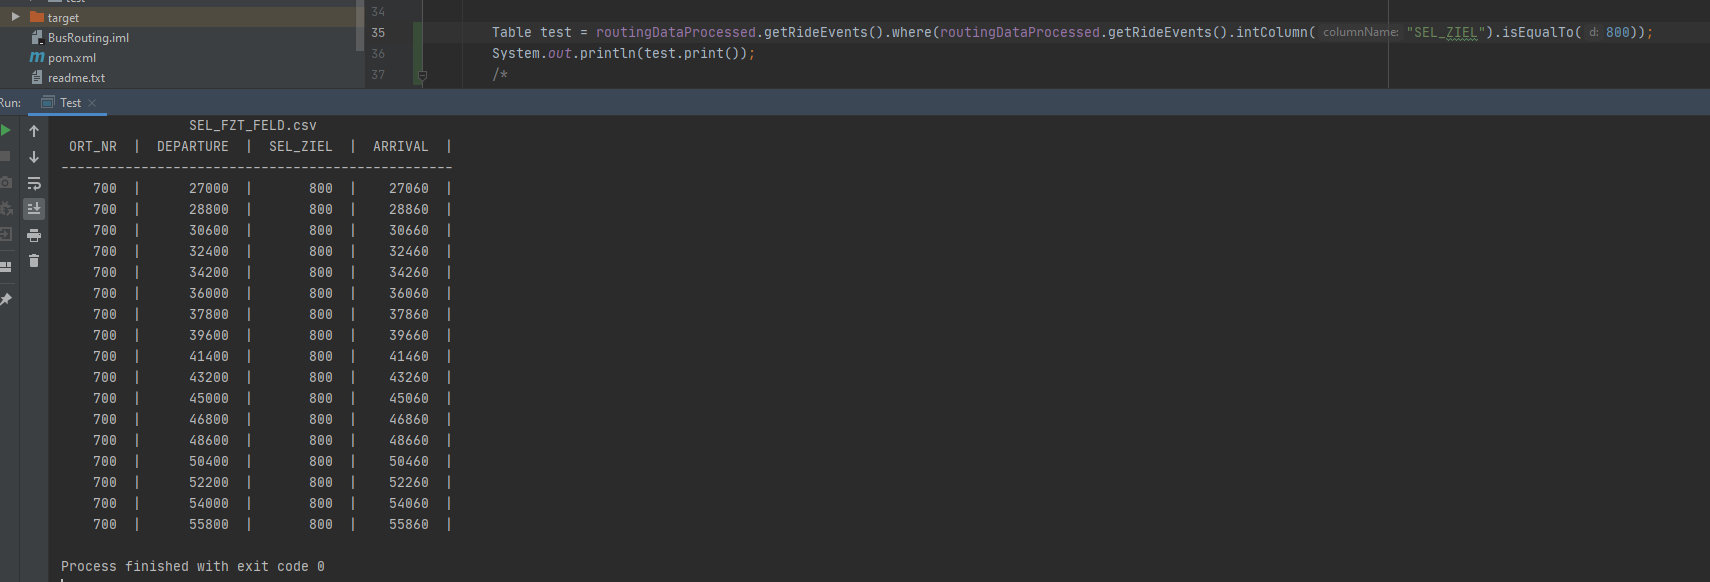 test
target
BusRouting.iml
pom.xml
readme.txt
34
35 Table test = routingDataProcessed.getRideEvents().where(routingDataProcessed.getRideEvents().intColumn( columnName: "SEL_ZIEL").isEqualTo( d: 800));
36 System.out.println(test.print());
37 /*
Run: Test
SEL_FZT_FELD.csv
ORT_NR | DEPARTURE | SEL_ZIEL | ARRIVAL |
-------------------------------------------------
700 | 27000 | 800 | 27060 |
700 | 28800 | 800 | 28860 |
700 | 30600 | 800 | 30660 |
700 | 32400 | 800 | 32460 |
700 | 34200 | 800 | 34260 |
700 | 36000 | 800 | 36060 |
700 | 37800 | 800 | 37860 |
700 | 39600 | 800 | 39660 |
700 | 41400 | 800 | 41460 |
700 | 43200 | 800 | 43260 |
700 | 45000 | 800 | 45060 |
700 | 46800 | 800 | 46860 |
700 | 48600 | 800 | 48660 |
700 | 50400 | 800 | 50460 |
700 | 52200 | 800 | 52260 |
700 | 54000 | 800 | 54060 |
700 | 55800 | 800 | 55860 |
Process finished with exit code 0